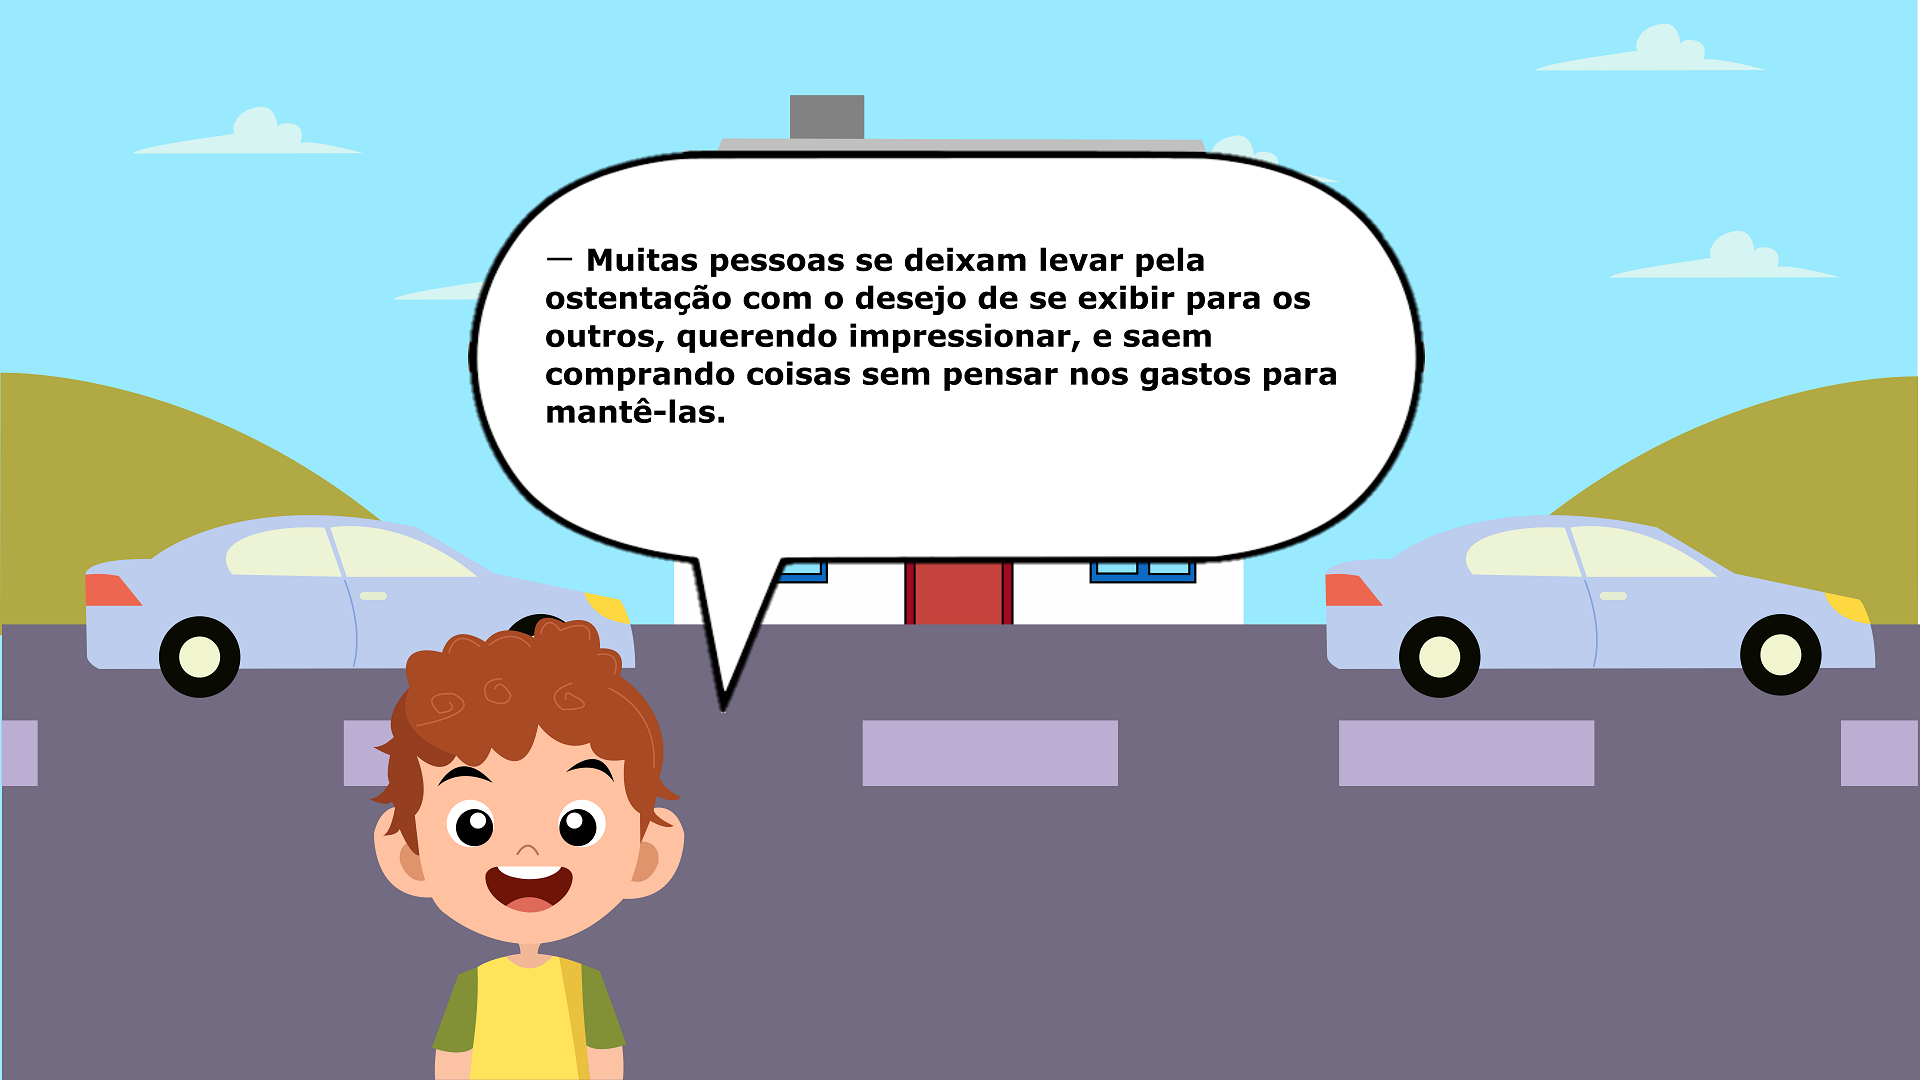 — Muitas pessoas se deixam levar pela
ostentação com o desejo de se exibir para os
outros, querendo impressionar, e saem
comprando coisas sem pensar nos gastos para
mantê-las.